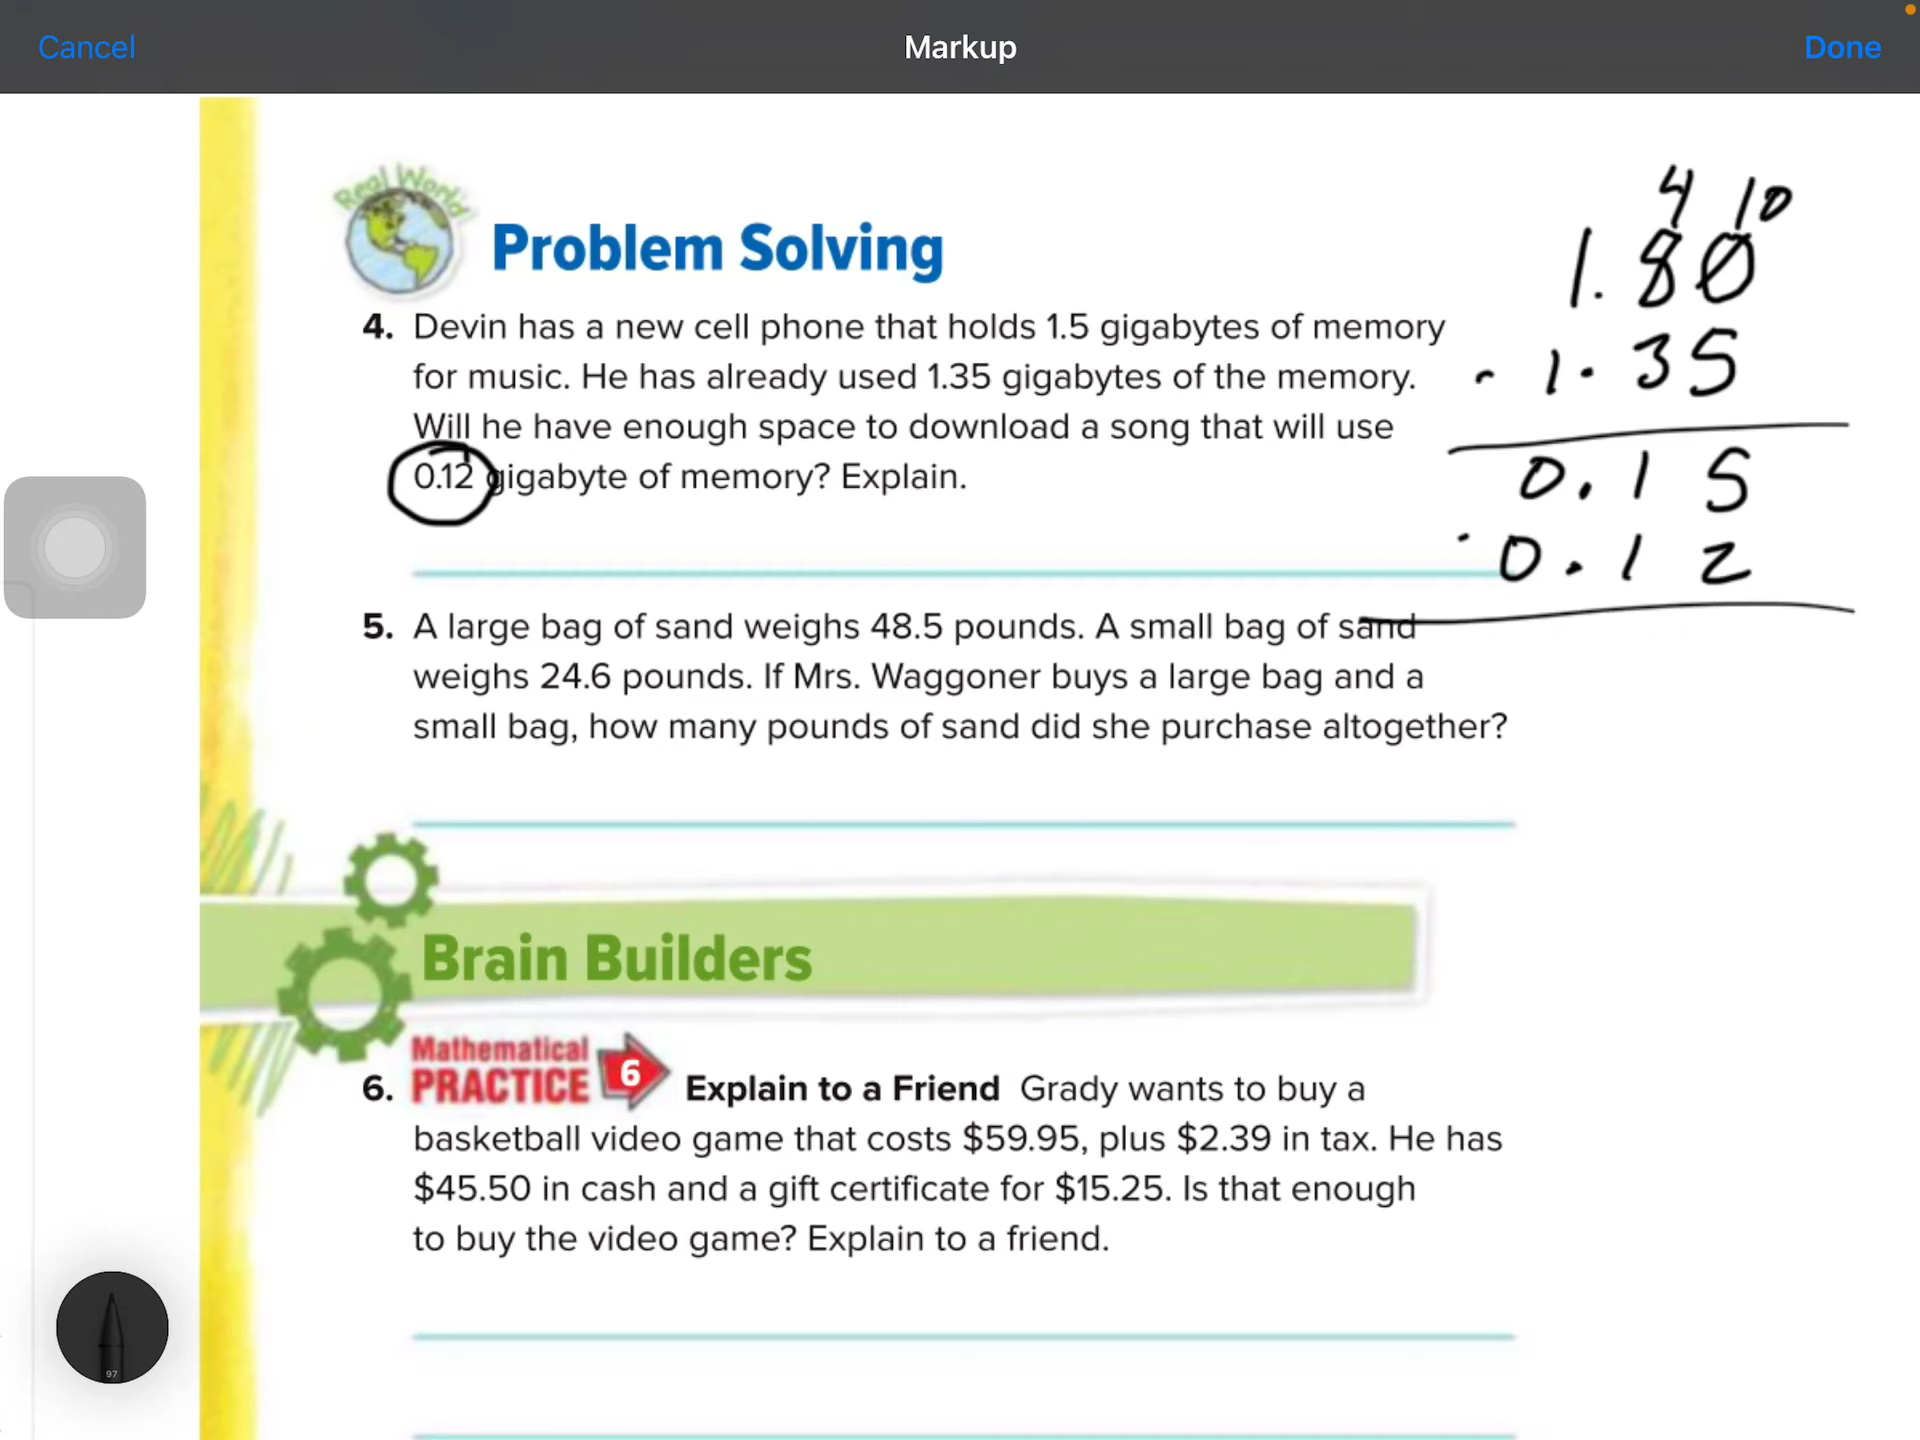 Cancel
Markup
Done
Real World
Problem Solving
4. Devin has a new cell phone that holds 1.5 gigabytes of memory
for music. He has already used 1.35 gigabytes of the memory.
Will he have enough space to download a song that will use
0.12 gigabyte of memory? Explain.
4 10
1.80
- 1.35
0.15
- 0.12
5. A large bag of sand weighs 48.5 pounds. A small bag of sand
weighs 24.6 pounds. If Mrs. Waggoner buys a large bag and a
small bag, how many pounds of sand did she purchase altogether?
Brain Builders
6. Mathematical PRACTICE 6 Explain to a Friend Grady wants to buy a
basketball video game that costs $59.95, plus $2.39 in tax. He has
$45.50 in cash and a gift certificate for $15.25. Is that enough
to buy the video game? Explain to a friend.
97